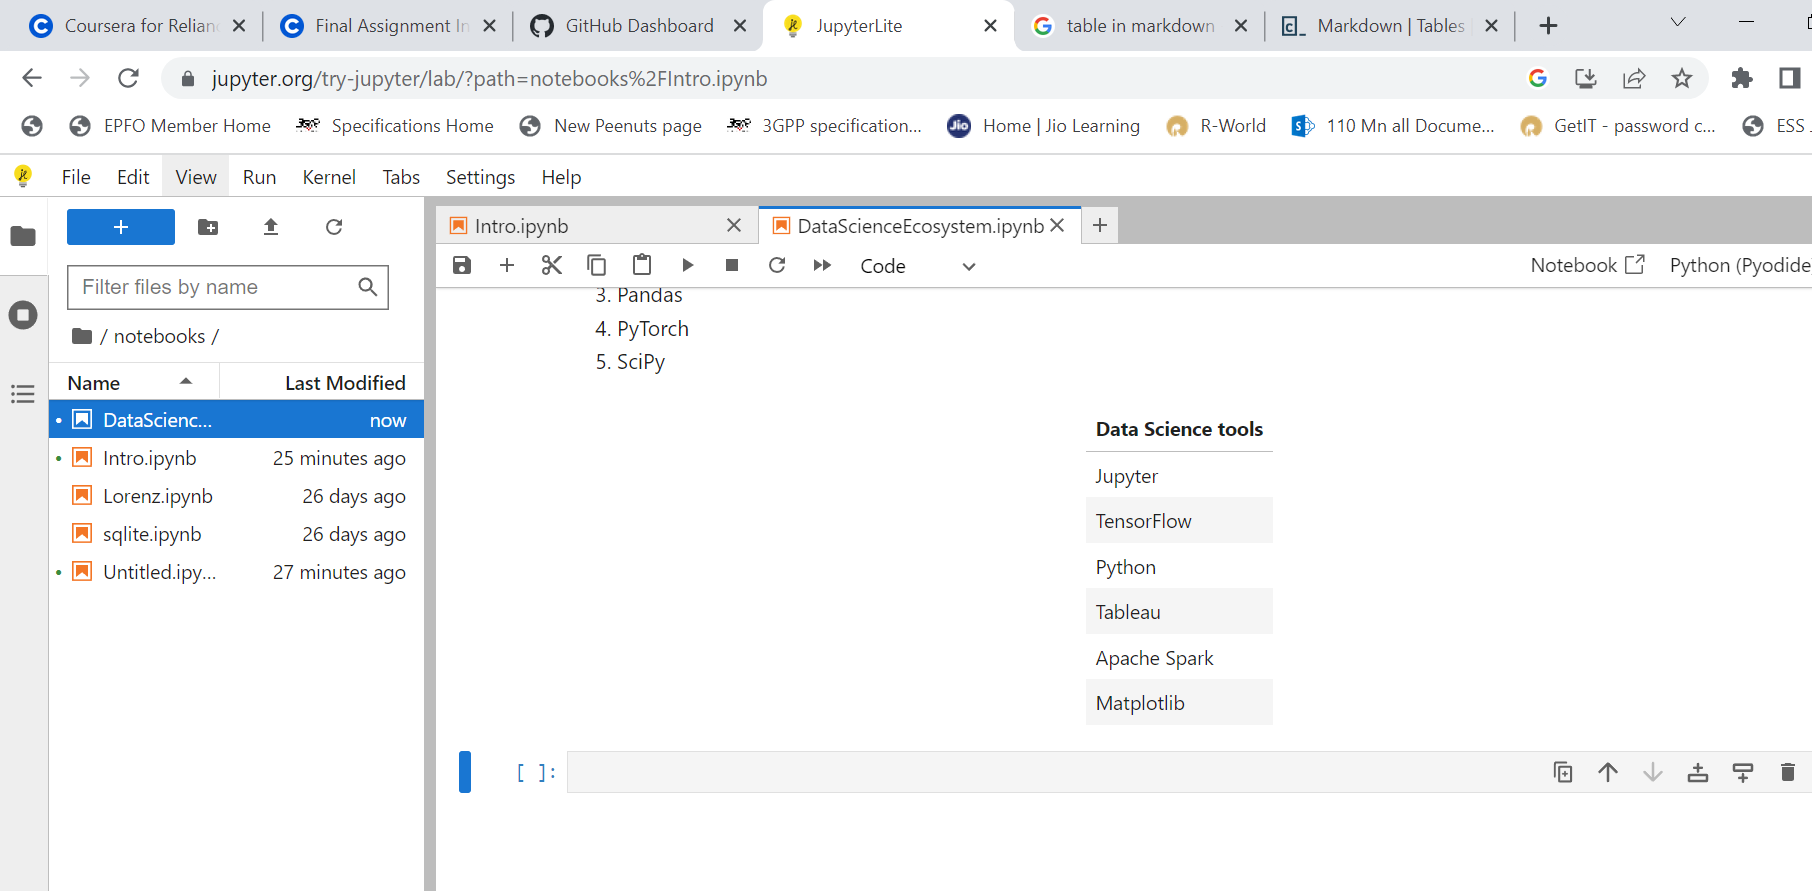 Coursera for Relian
Final Assignment In
GitHub Dashboard
JupyterLite
table in markdown
Markdown | Tables
jupyter.org/try-jupyter/lab/?path=notebooks%2FIntro.ipynb
EPFO Member Home
Specifications Home
New Peenuts page
3GPP specification...
Jio
Home | Jio Learning
R-World
110 Mn all Docume...
GetIT - password c...
ESS
File
Edit
View
Run
Kernel
Tabs
Settings
Help
Filter files by name
/ notebooks /
Name
Last Modified
DataScienc...
now
Intro.ipynb
25 minutes ago
Lorenz.ipynb
26 days ago
sqlite.ipynb
26 days ago
Untitled.ipy...
27 minutes ago
Intro.ipynb
DataScienceEcosystem.ipynb
Code
Notebook
Python (Pyodide
3. Pandas
4. PyTorch
5. SciPy
Data Science tools
Jupyter
TensorFlow
Python
Tableau
Apache Spark
Matplotlib
[ ]: